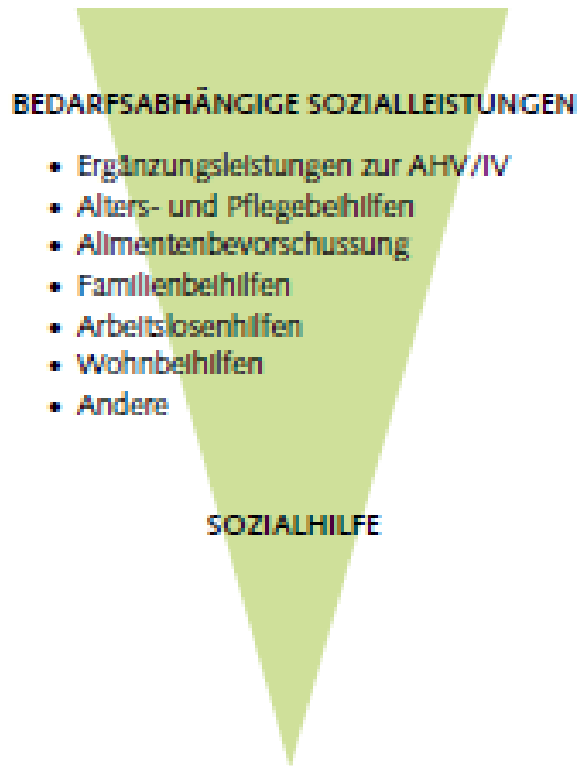 BEDARFSABHÄNGIGE SOZIALLEISTUNGEN
• Ergänzungsleistungen zur AHV/IV
• Alters- und Pflegebeihilfen
• Alimentenbevorschussung
• Familienbeihilfen
• Arbeitslosenhilfen
• Wohnbeihilfen
• Andere
SOZIALHILFE